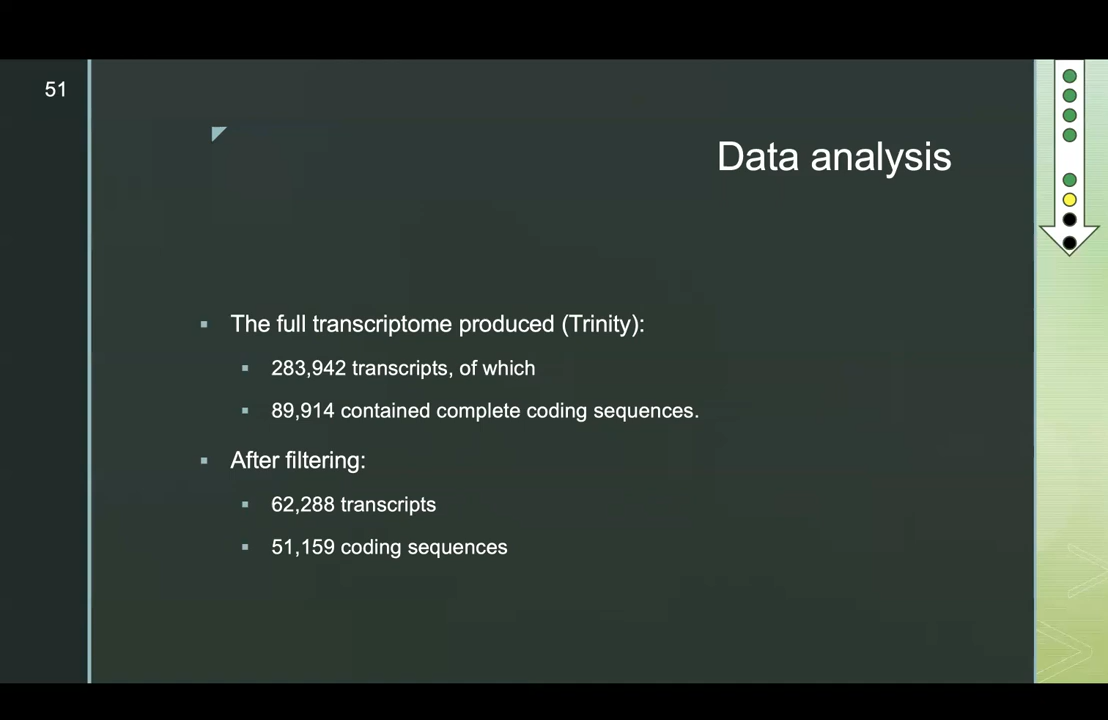 51
Data analysis
The full transcriptome produced (Trinity):
283,942 transcripts, of which
89,914 contained complete coding sequences.
After filtering:
62,288 transcripts
51,159 coding sequences